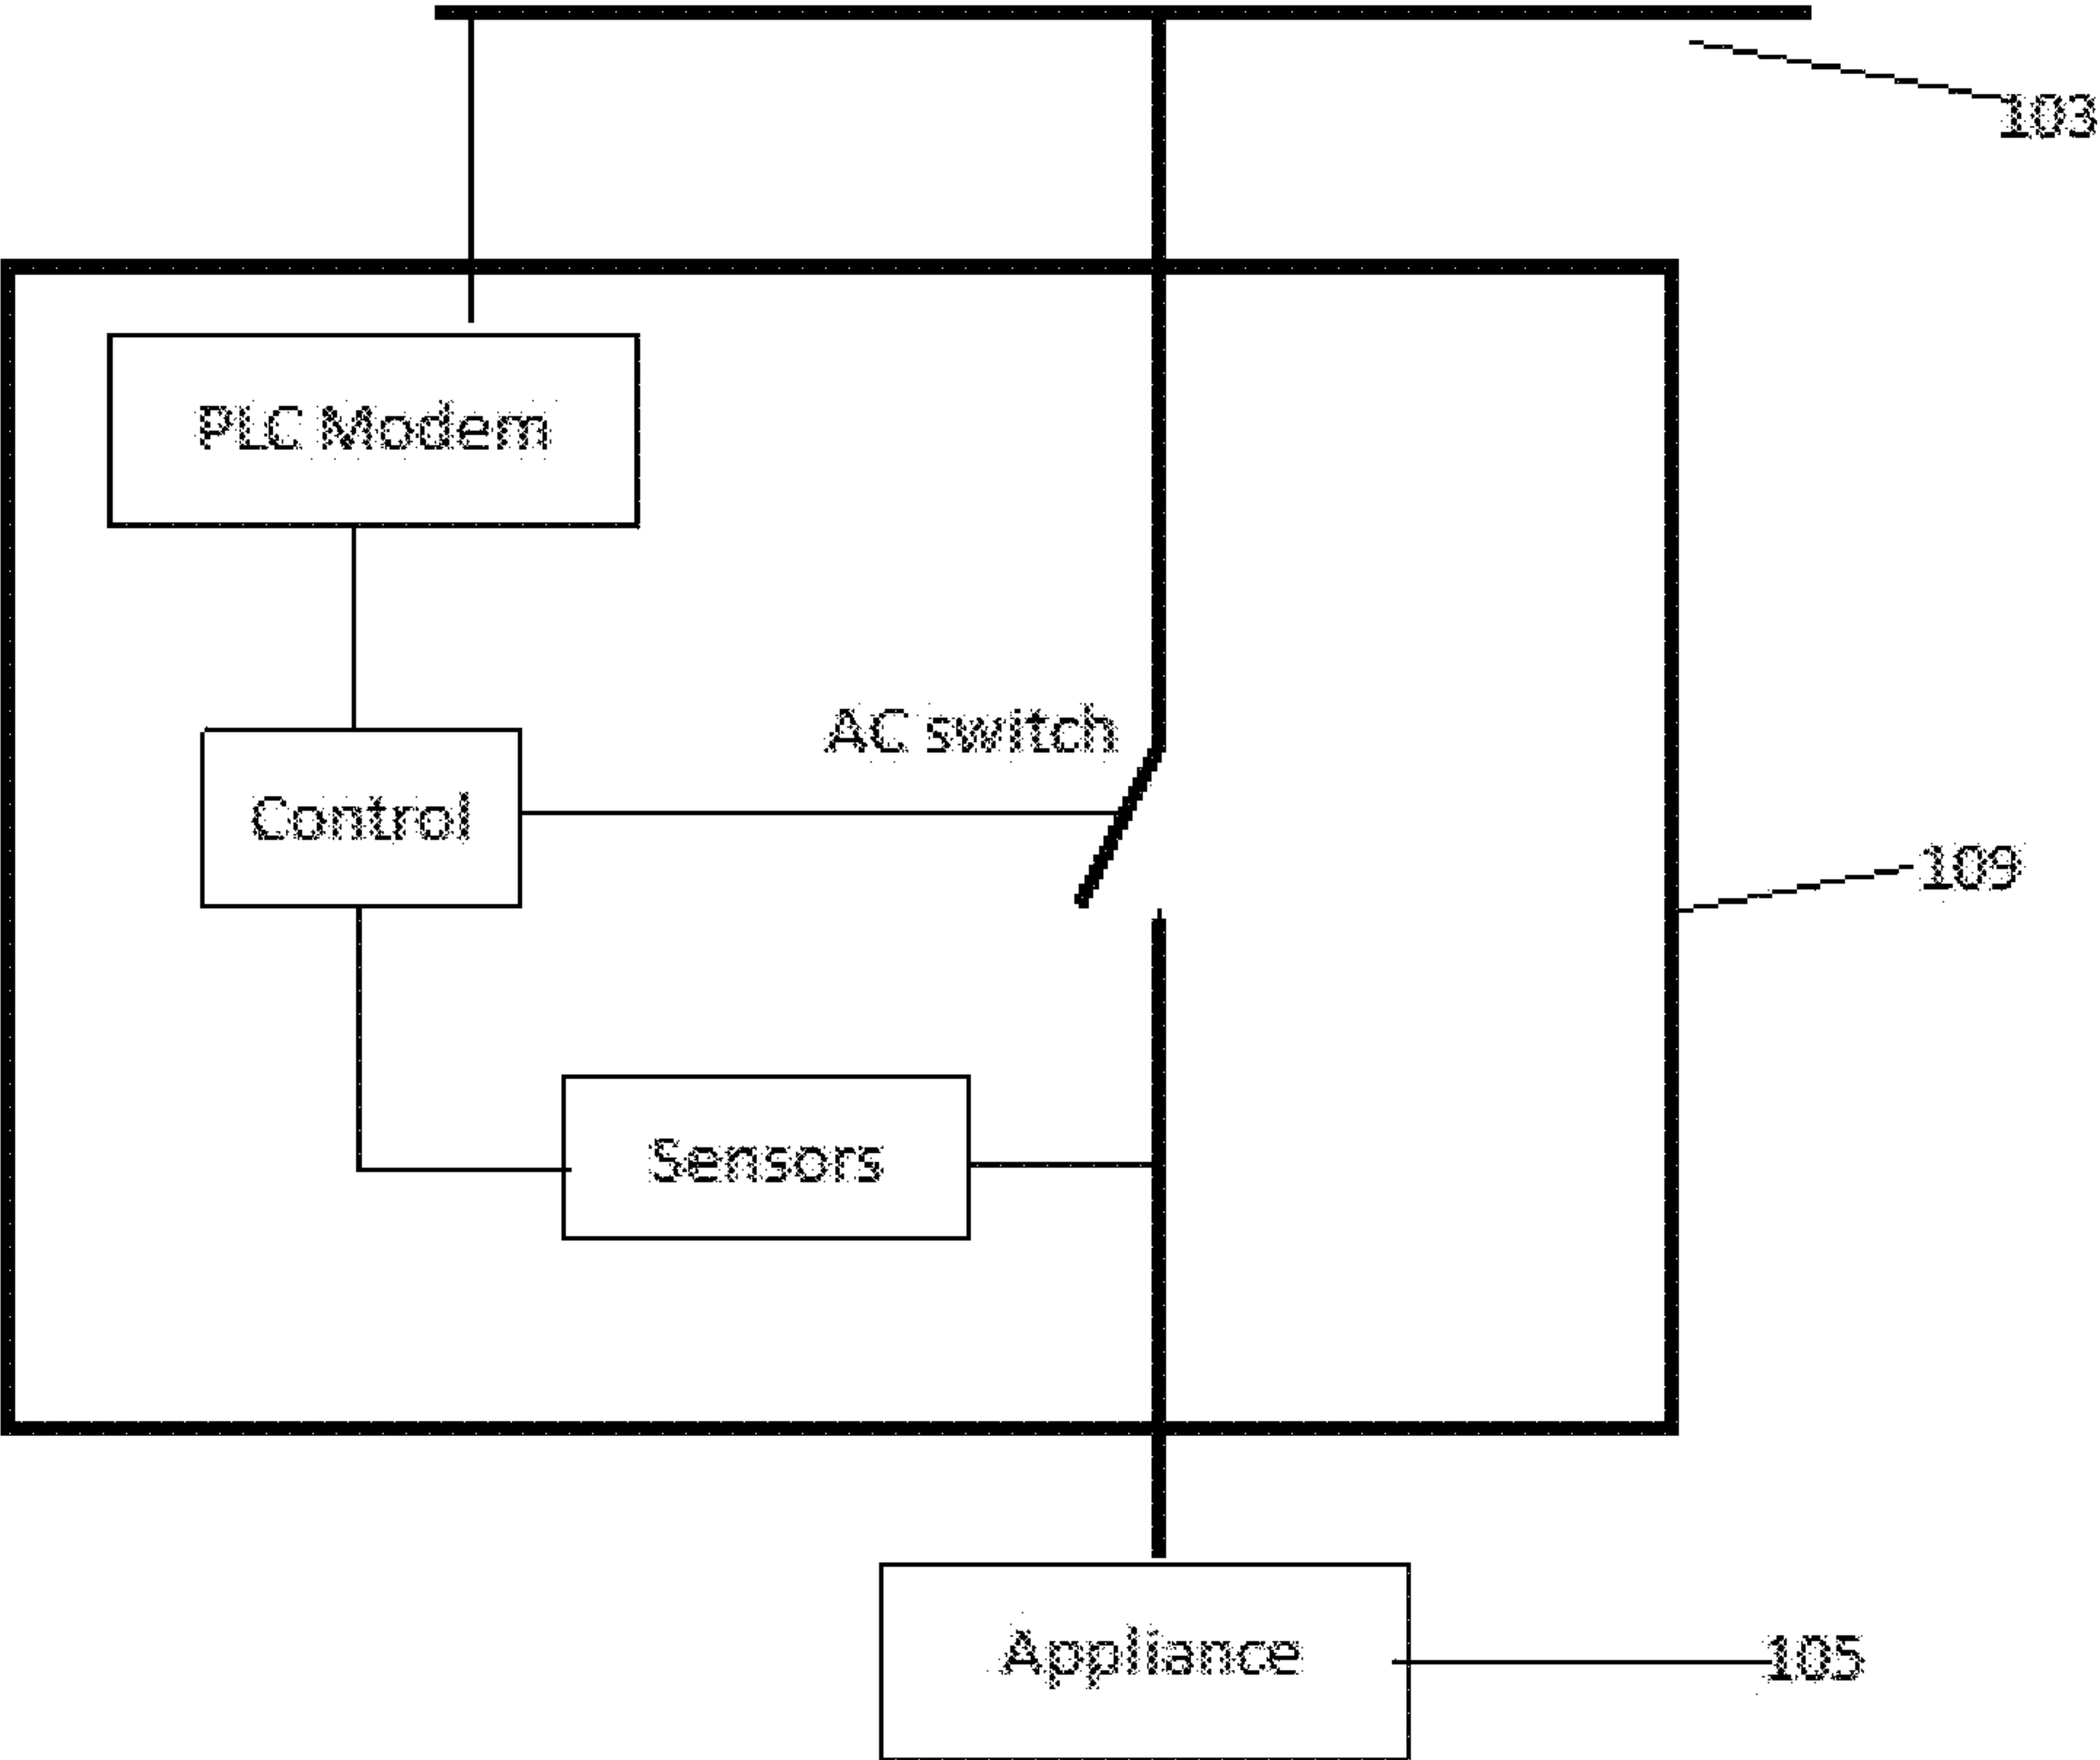 103
PLC Modem
AC switch
Control
109
Sensors
Appliance
105